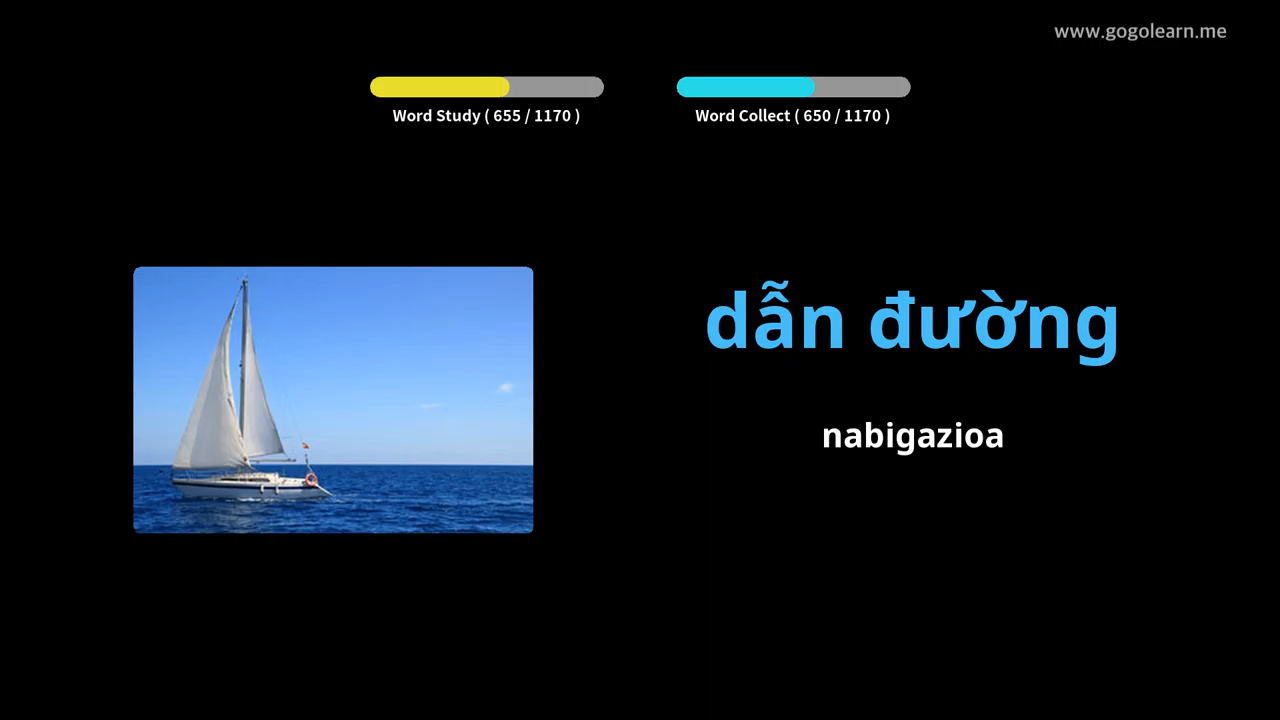 www.gogolearn.me
Word Study ( 655 / 1170 )
Word Collect ( 650 / 1170 )
dẫn đường
nabigazioa